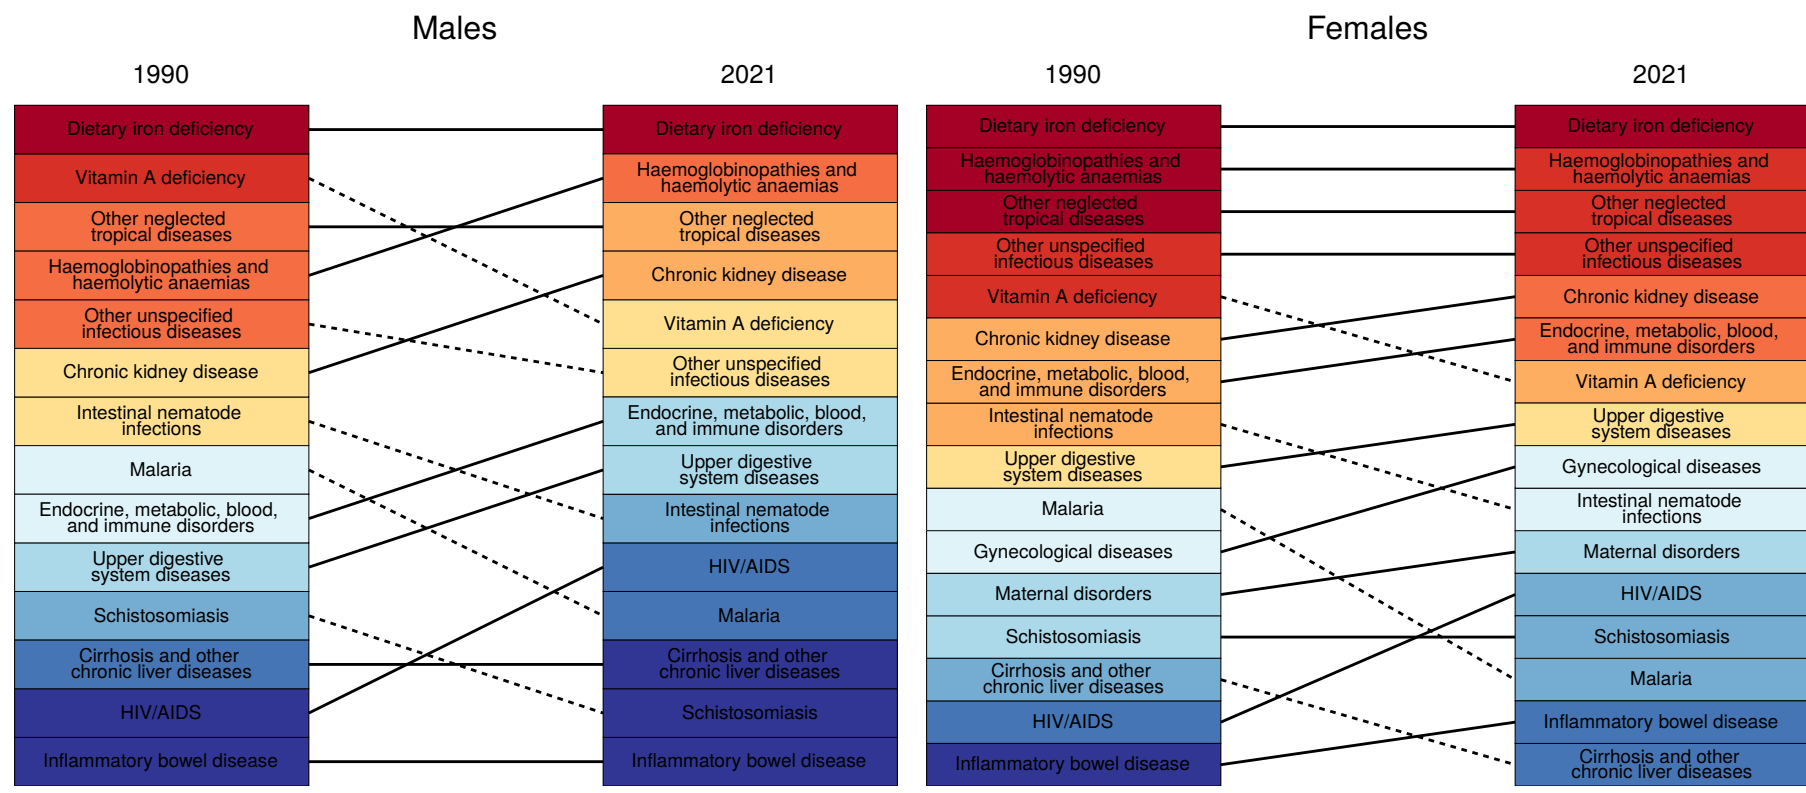 Males
1990
2021
Dietary iron deficiency
Vitamin A deficiency
Other neglected
tropical diseases
Haemoglobinopathies and
haemolytic anaemias
Other unspecified
infectious diseases
Chronic kidney disease
Intestinal nematode
infections
Malaria
Endocrine, metabolic, blood,
and immune disorders
Upper digestive
system diseases
Schistosomiasis
Cirrhosis and other
chronic liver diseases
HIV/AIDS
Inflammatory bowel disease
Dietary iron deficiency
Haemoglobinopathies and
haemolytic anaemias
Other neglected
tropical diseases
Chronic kidney disease
Vitamin A deficiency
Other unspecified
infectious diseases
Endocrine, metabolic, blood,
and immune disorders
Upper digestive
system diseases
Intestinal nematode
infections
HIV/AIDS
Malaria
Cirrhosis and other
chronic liver diseases
Schistosomiasis
Inflammatory bowel disease
Females
1990
2021
Dietary iron deficiency
Haemoglobinopathies and
haemolytic anaemias
Other neglected
tropical diseases
Other unspecified
infectious diseases
Vitamin A deficiency
Chronic kidney disease
Endocrine, metabolic, blood,
and immune disorders
Intestinal nematode
infections
Upper digestive
system diseases
Malaria
Gynecological diseases
Maternal disorders
Schistosomiasis
Cirrhosis and other
chronic liver diseases
HIV/AIDS
Inflammatory bowel disease
Dietary iron deficiency
Haemoglobinopathies and
haemolytic anaemias
Other neglected
tropical diseases
Other unspecified
infectious diseases
Chronic kidney disease
Endocrine, metabolic, blood,
and immune disorders
Vitamin A deficiency
Upper digestive
system diseases
Gynecological diseases
Intestinal nematode
infections
Maternal disorders
HIV/AIDS
Schistosomiasis
Malaria
Inflammatory bowel disease
Cirrhosis and other
chronic liver diseases